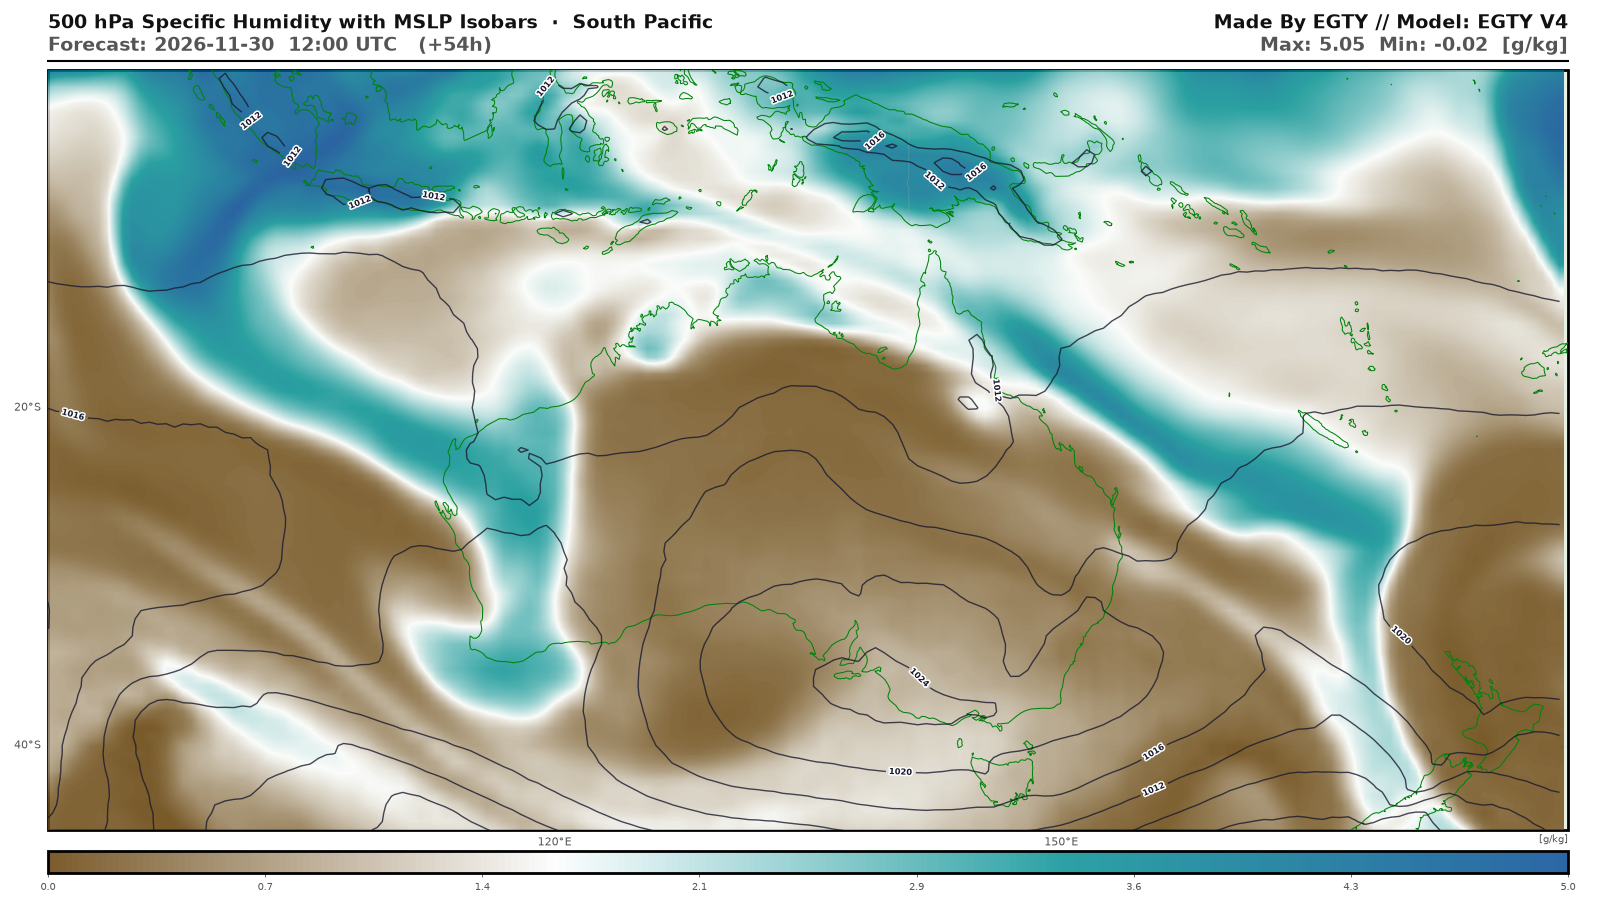 500 hPa Specific Humidity with MSLP Isobars · South Pacific
Made By EGTY // Model: EGTY V4
Forecast: 2026-11-30 12:00 UTC (+54h)
Max: 5.05 Min: -0.02 [g/kg]
1012
1012
1012
1016
1012
1012
1016
1012
1012
1012
1012
20°S
1016
1020
1024
40°S
1016
1020
1012
120°E
150°E
[g/kg]
0.0
0.7
1.4
2.1
2.9
3.6
4.3
5.0